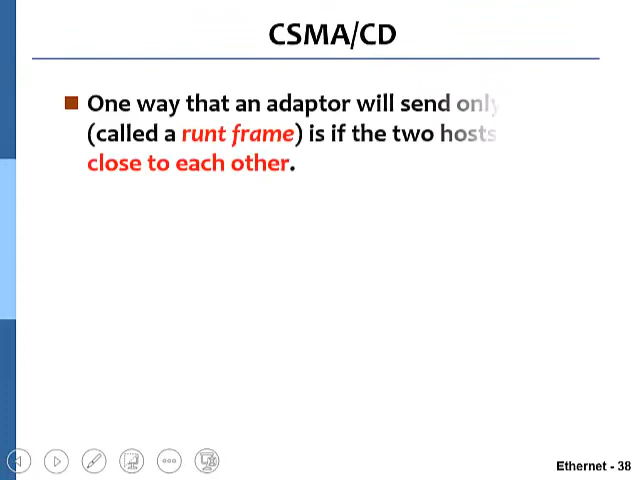 CSMA/CD
One way that an adaptor will send only
(called a runt frame) is if the two hosts
close to each other.
Ethernet - 38